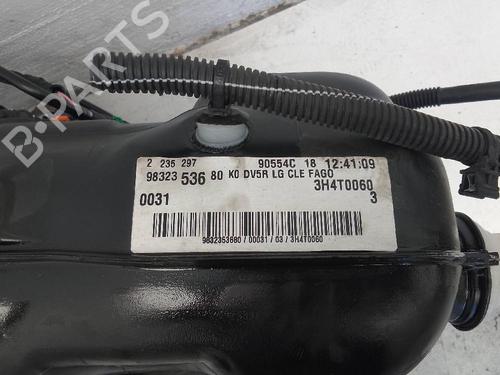 B-PARTS
2 235 297 90554C 18 12:41:09
98323 536 80 K0 DV5R LG CLE FAGO
3H4T0060
0031 3
9832353680 / 00031 / 03 / 3H4T0060